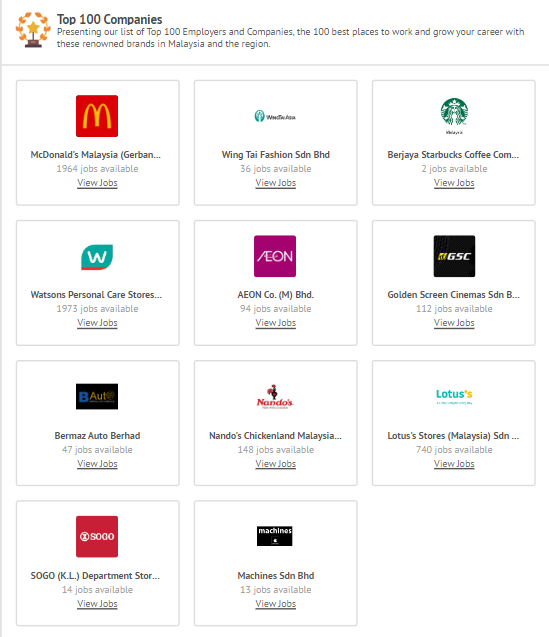 Top 100 Companies
Presenting our list of Top 100 Employers and Companies, the 100 best places to work and grow your career with
these renowned brands in Malaysia and the region.
McDonald's Malaysia (Gerban...
1964 jobs available
View Jobs
WingTai Asia
Wing Tai Fashion Sdn Bhd
36 jobs available
View Jobs
Malaysia
Berjaya Starbucks Coffee Com...
2 jobs available
View Jobs
W
Watsons Personal Care Stores...
1973 jobs available
View Jobs
ÆON
AEON Co. (M) Bhd.
94 jobs available
View Jobs
GSC
Golden Screen Cinemas Sdn B...
112 jobs available
View Jobs
BAuto
Bermaz Auto Berhad
47 jobs available
View Jobs
Nando's
Nando's Chickenland Malaysia...
148 jobs available
View Jobs
Lotus's
Lotus's Stores (Malaysia) Sdn ...
740 jobs available
View Jobs
SOGO
SOGO (K.L.) Department Stor...
14 jobs available
View Jobs
machines
Machines Sdn Bhd
13 jobs available
View Jobs